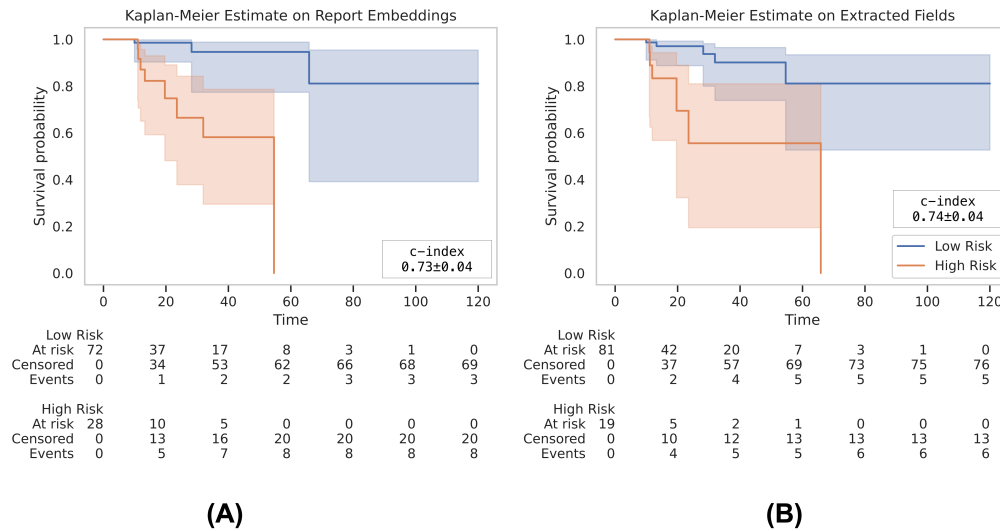 Kaplan-Meier Estimate on Report Embeddings
1.0
0.8
0.6
0.4
0.2
0.0
Survival probability
c-index
0.73±0.04
0 20 40 60 80 100 120
Time
Low Risk
At risk 72 37 17 8 3 1 0
Censored 0 34 53 62 66 68 69
Events 0 1 2 2 3 3 3
High Risk
At risk 28 10 5 0 0 0 0
Censored 0 13 16 20 20 20 20
Events 0 5 7 8 8 8 8
(A)
Kaplan-Meier Estimate on Extracted Fields
1.0
0.8
0.6
0.4
0.2
0.0
Survival probability
c-index
0.74±0.04
Low Risk
High Risk
0 20 40 60 80 100 120
Time
Low Risk
At risk 81 42 20 7 3 1 0
Censored 0 37 57 69 73 75 76
Events 0 2 4 5 5 5 5
High Risk
At risk 19 5 2 1 0 0 0
Censored 0 10 12 13 13 13 13
Events 0 4 5 5 6 6 6
(B)